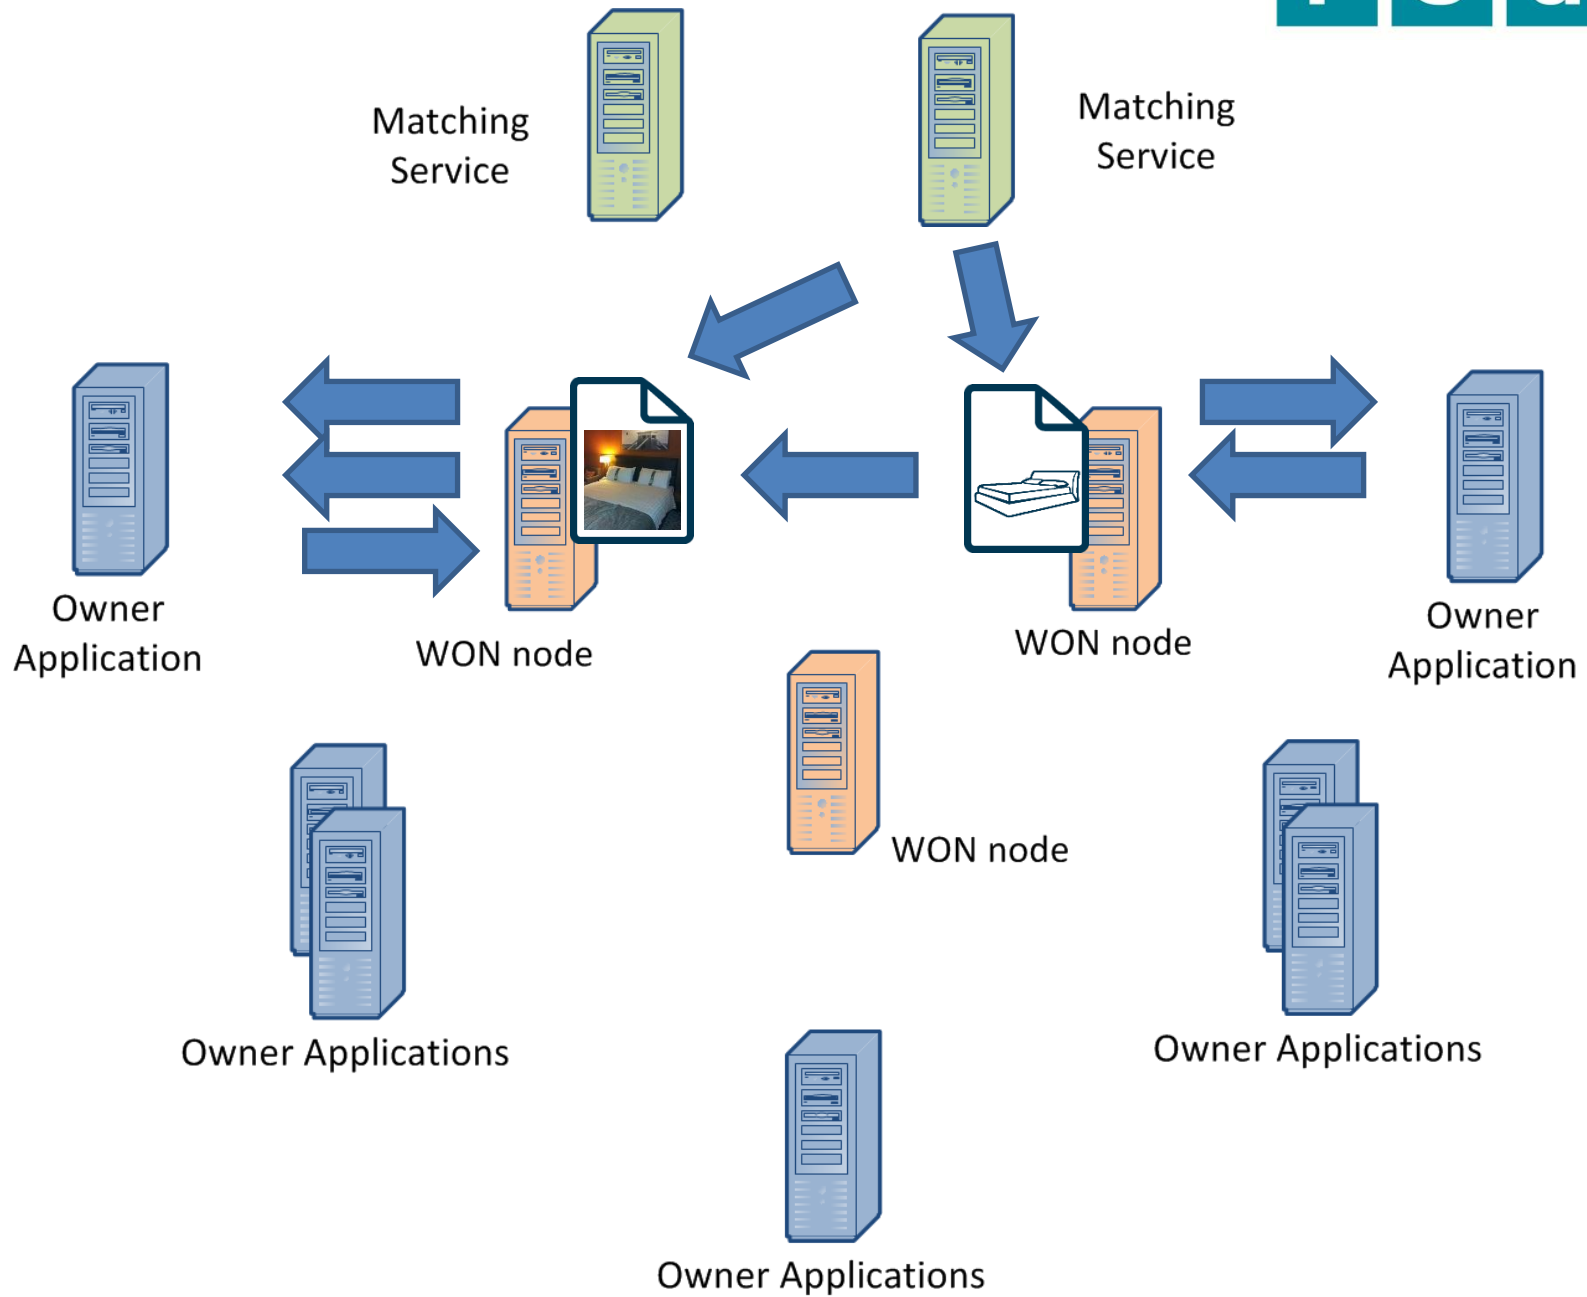 Matching
Service
Matching
Service
Owner
Application
WON node
WON node
Owner
Application
WON node
Owner Applications
Owner Applications
Owner Applications